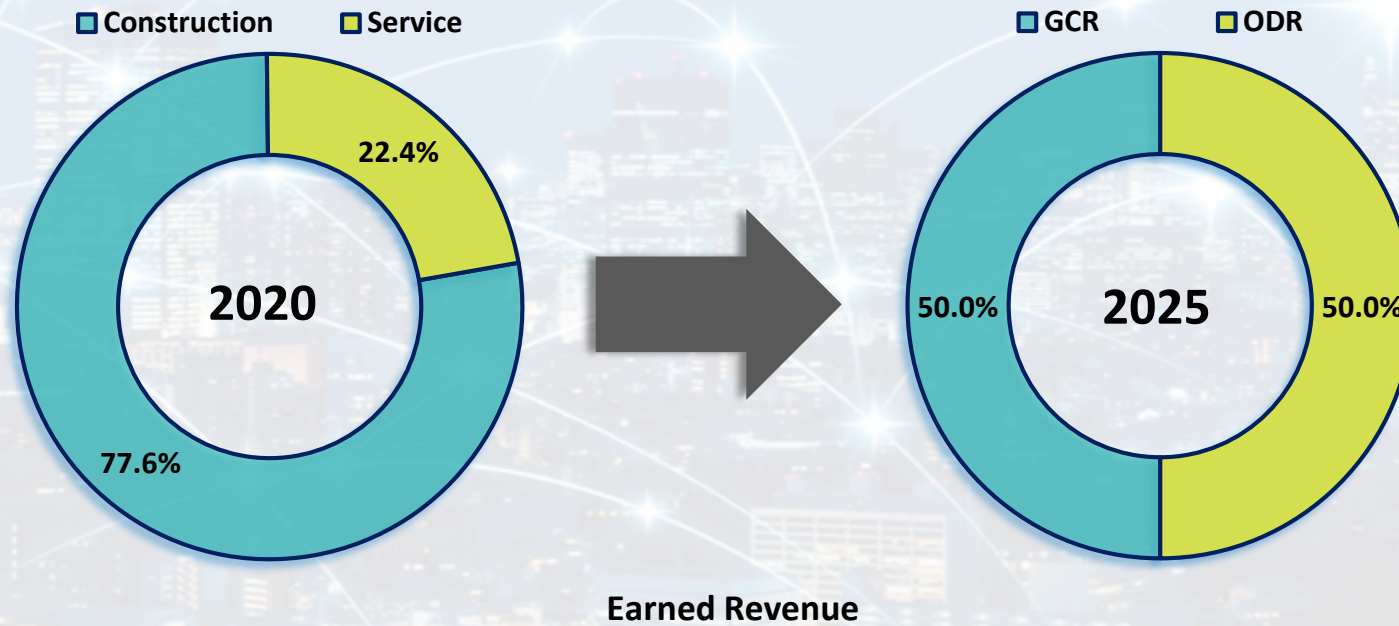 Construction Service
GCR ODR
22.4%
2020
77.6%
50.0%
2025
50.0%
Earned Revenue